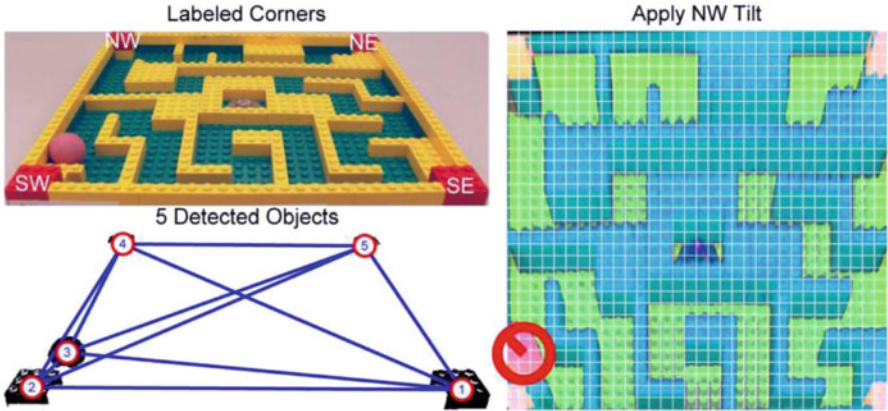 Labeled Corners
NW
NE
SW
SE
5 Detected Objects
4
5
3
2
1
Apply NW Tilt